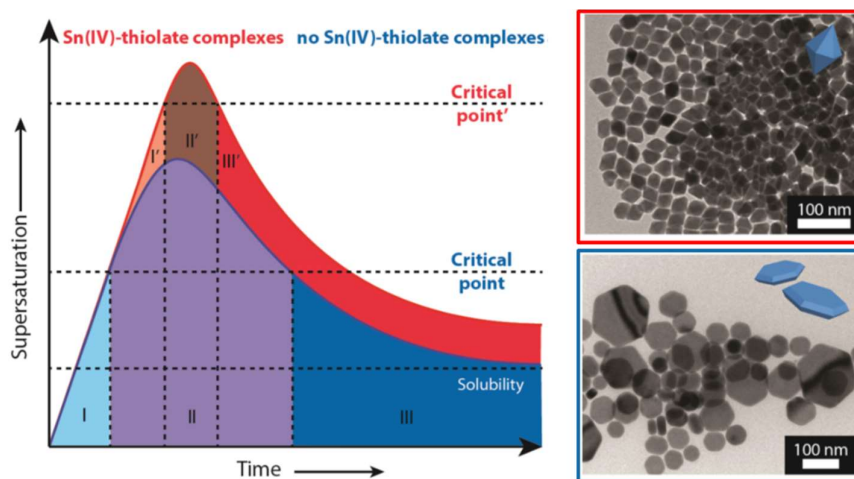 Sn(IV)-thiolate complexes
no Sn(IV)-thiolate complexes
Critical
point’
I’
II’
III’
Critical
point
Solubility
I
II
III
Supersaturation
Time
100 nm
100 nm